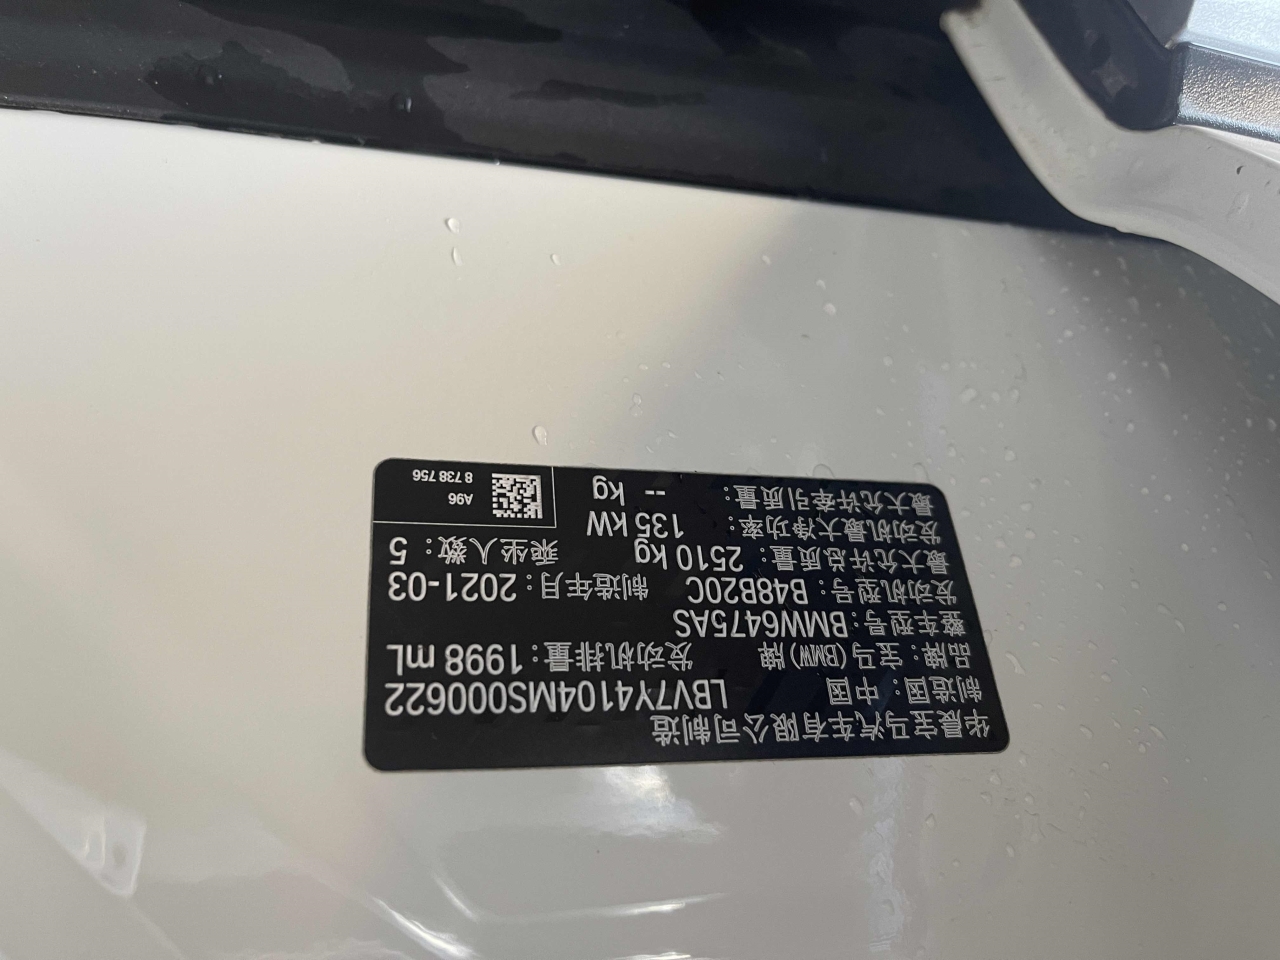 华晨宝马汽车有限公司制造
制造国：中国 LBV7Y4104MS000622
品牌：宝马(BMW)牌 发动机排量：1998 mL
整车型号：BMW6475AS
发动机型号：B48B20C 制造年月：2021-03
最大允许总质量：2510 kg 乘坐人数：5
发动机最大净功率：135 kW
最大允许牵引质量：-- kg
A96
8 738 756